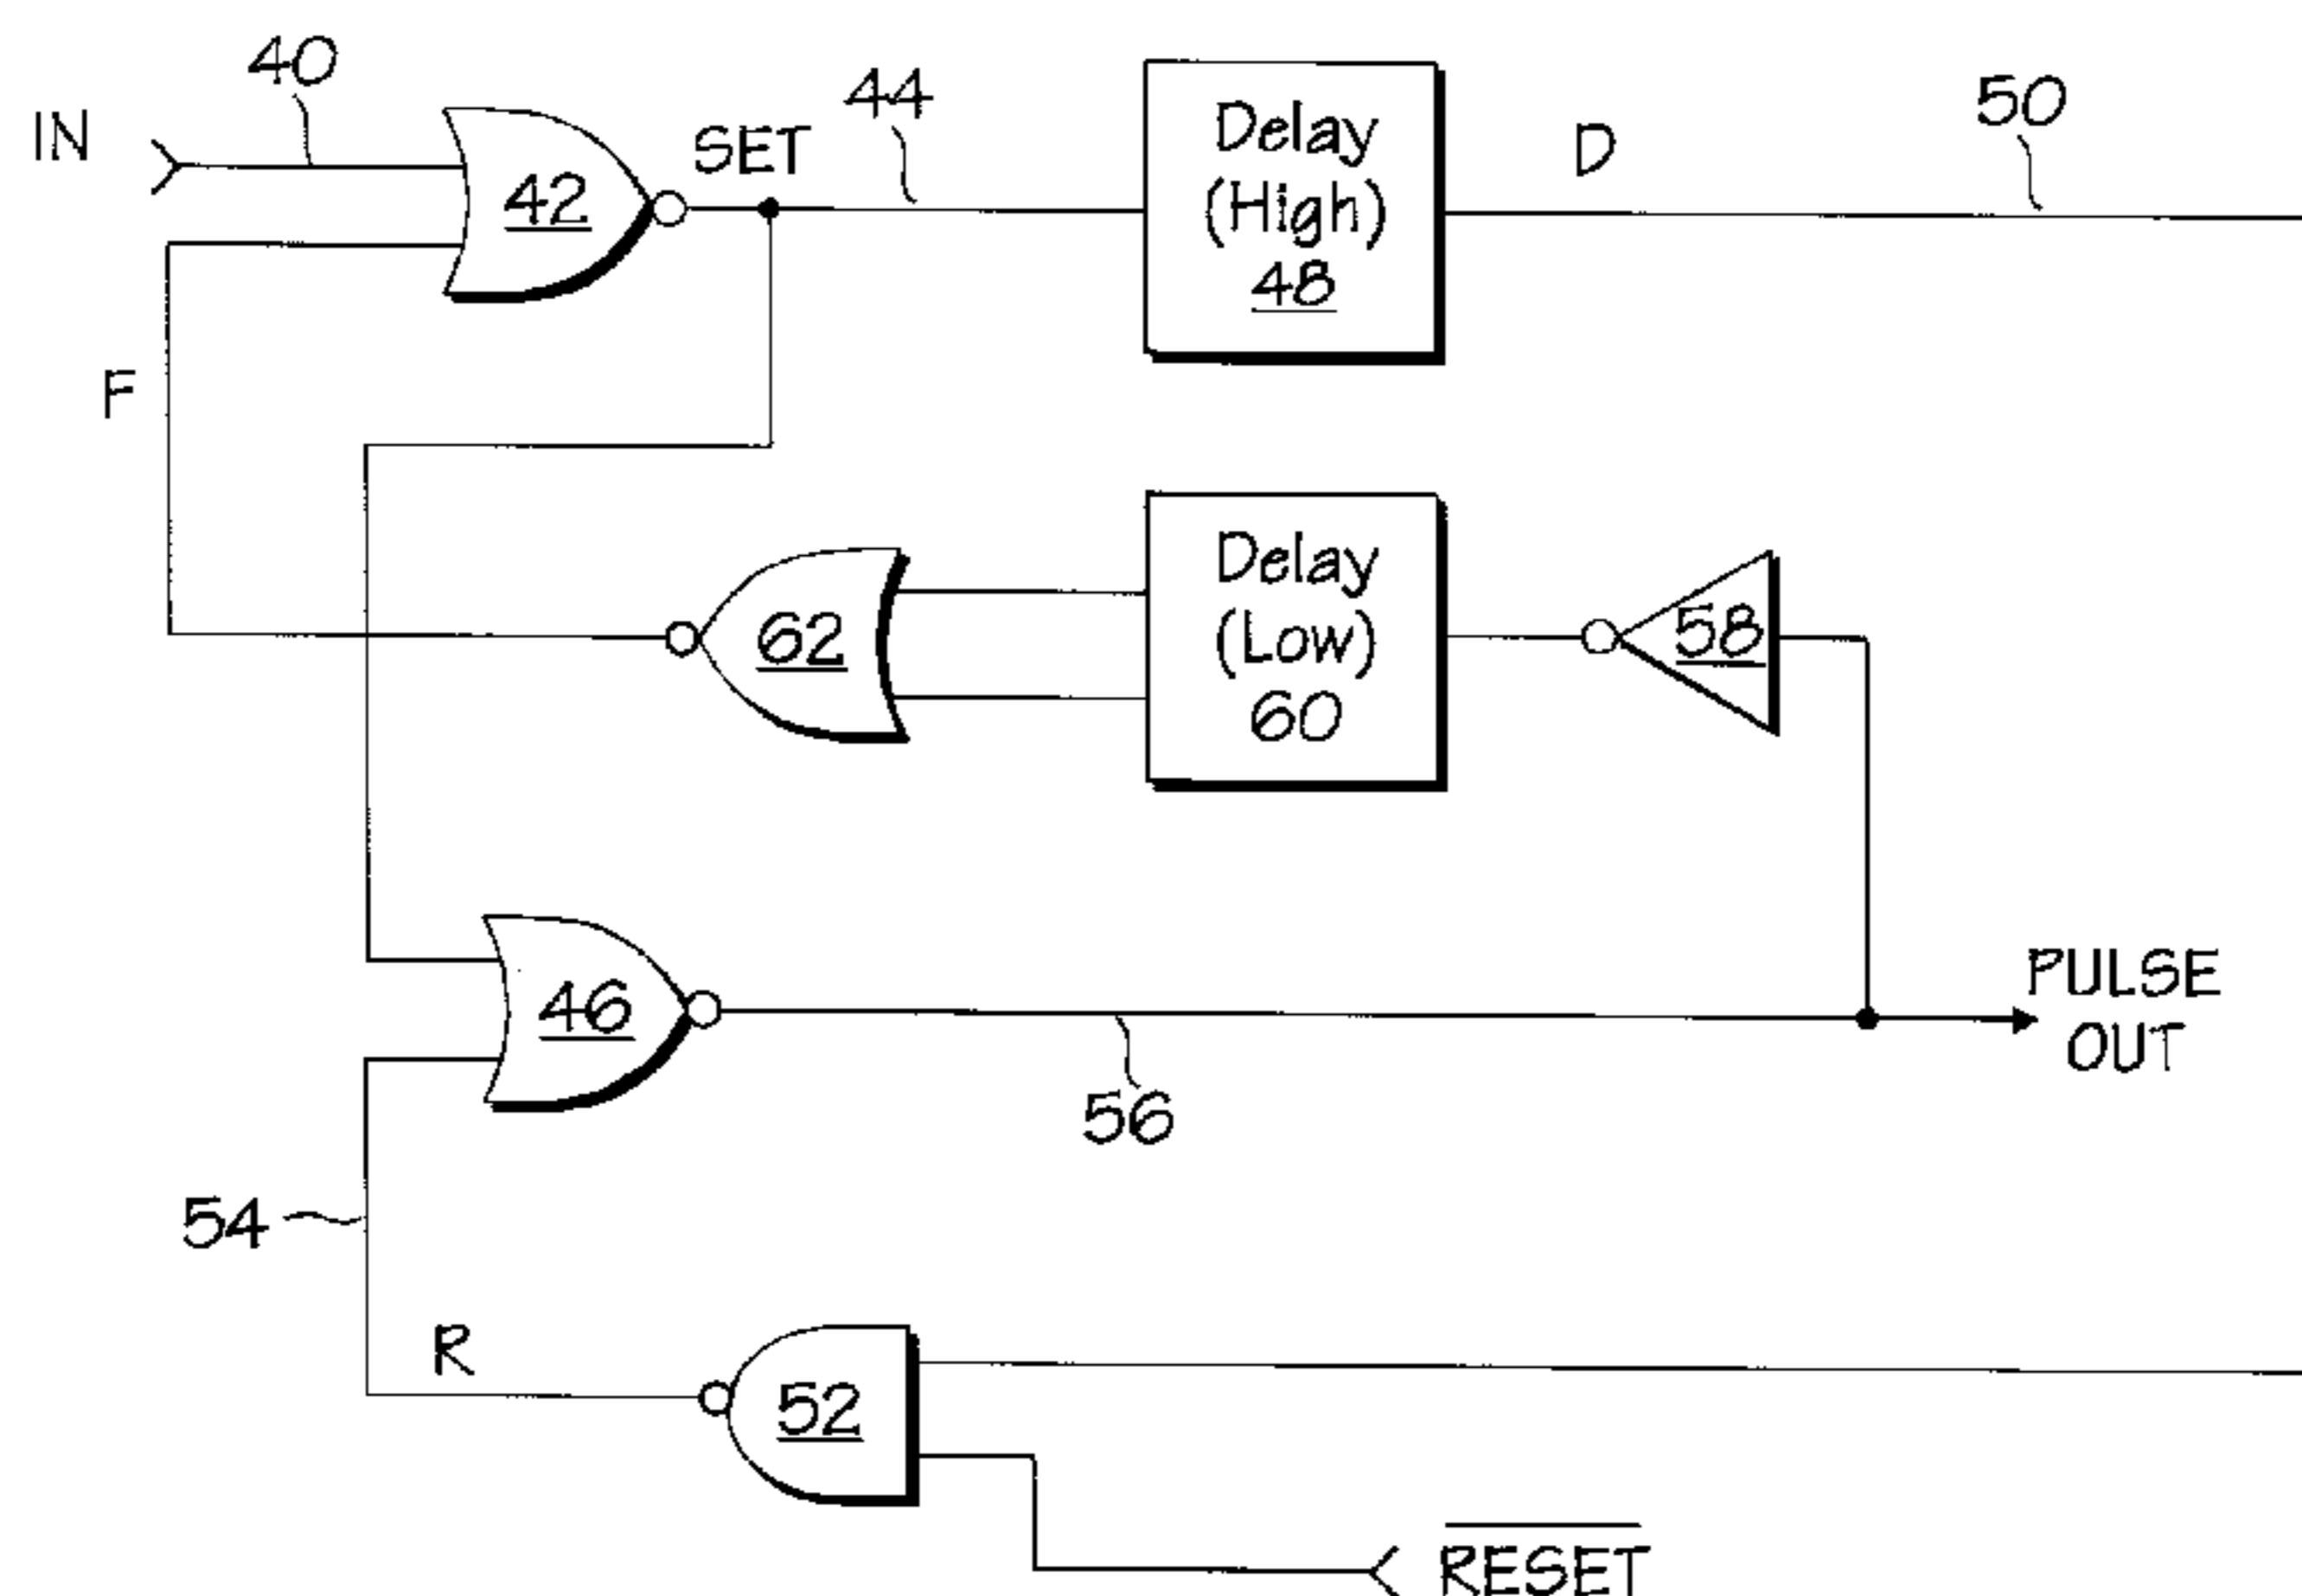 40
44
50
IN
SET
D
42
Delay
(High)
48
F
Delay
(Low)
60
62
58
46
PULSE
OUT
56
54
R
52
RESET